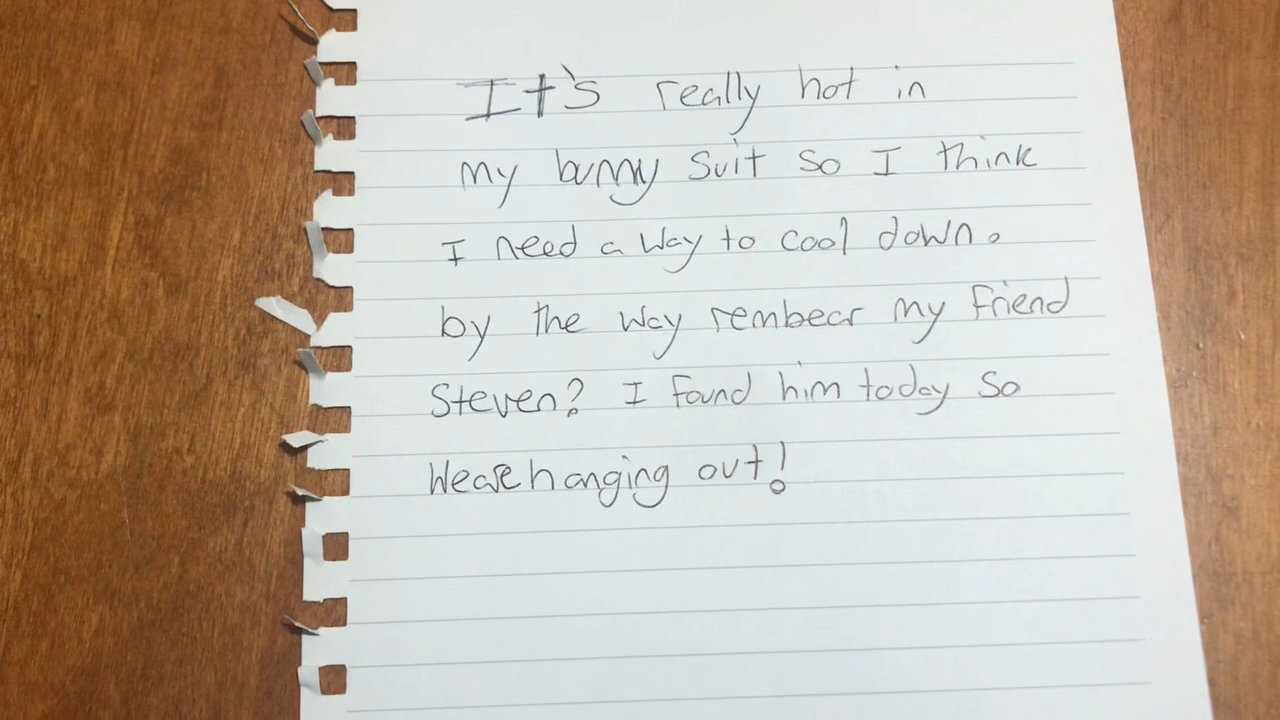 It's really hot in
my bunny suit so I think
I need a way to cool down.
by the way rembear my friend
Steven? I found him today so
Weare hanging out!